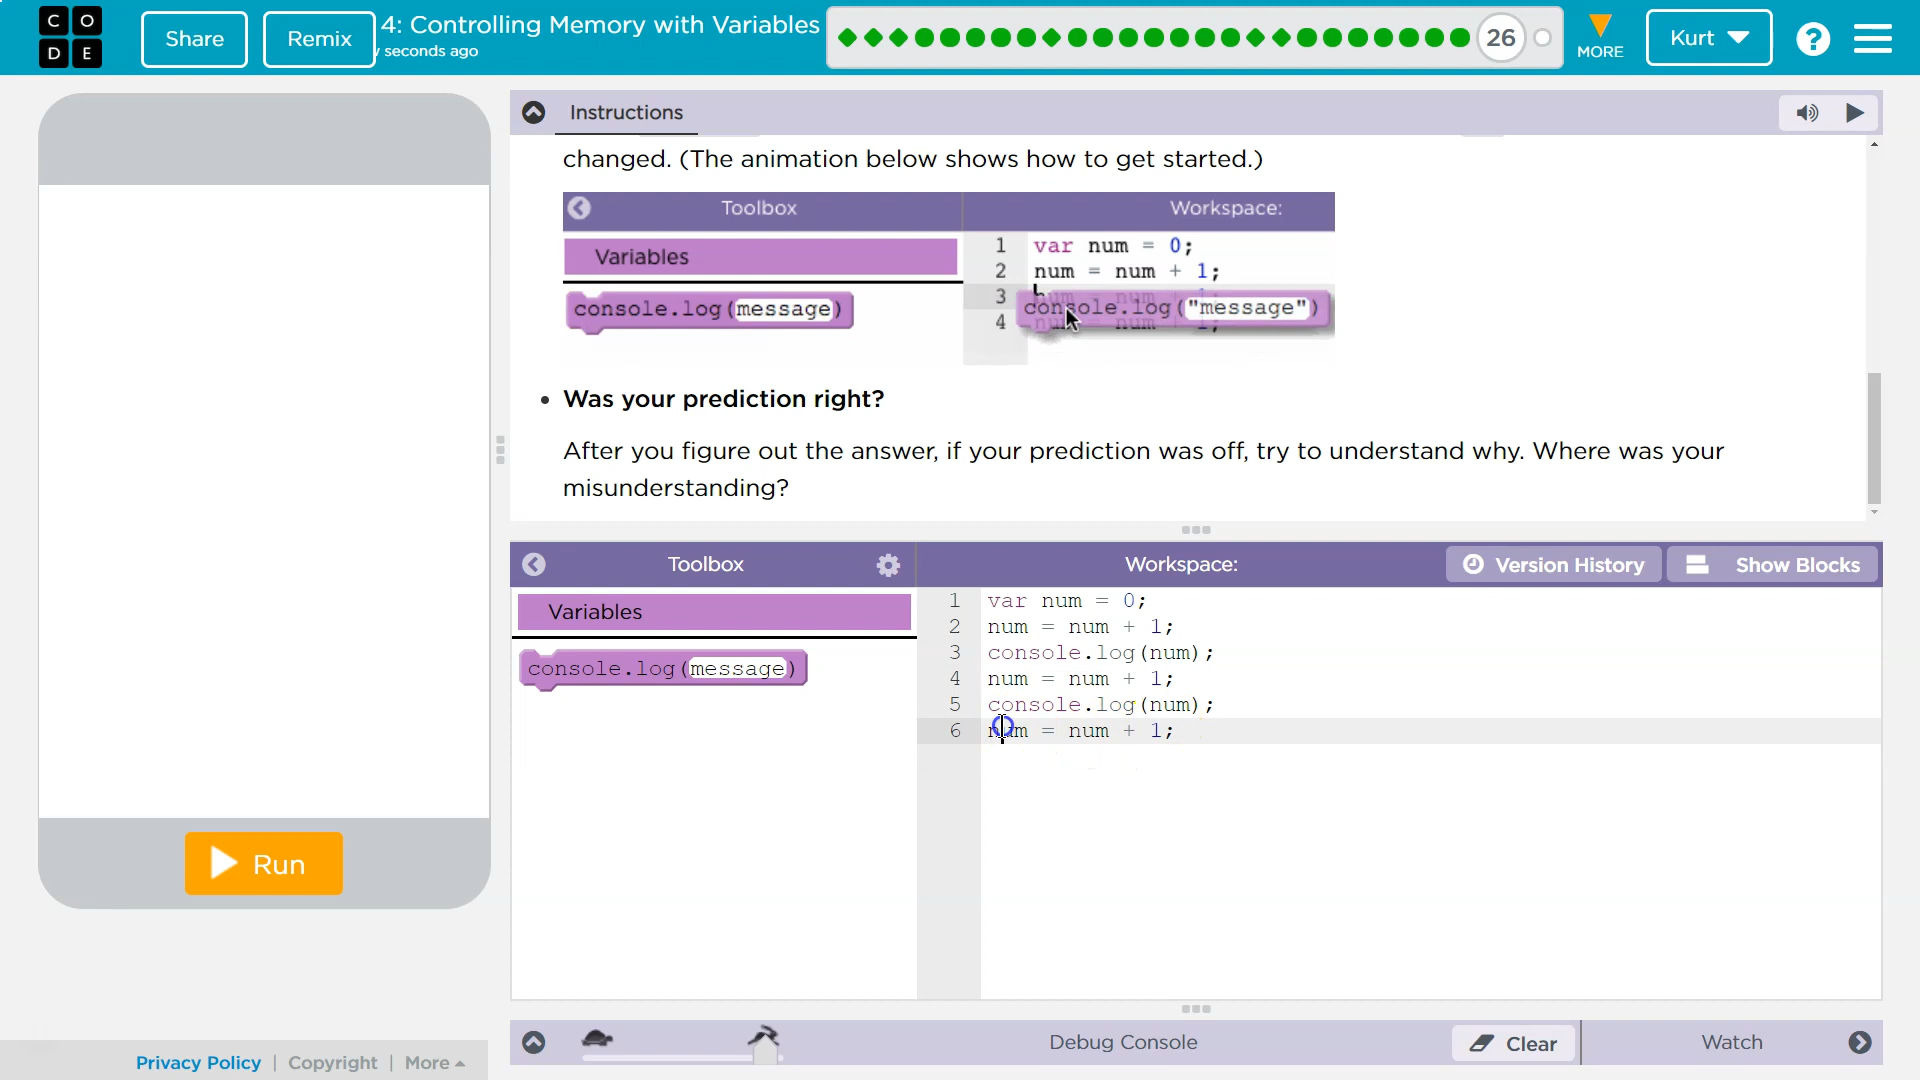 C O
D E
Share
Remix
4: Controlling Memory with Variables
seconds ago
26
MORE
Kurt
?
Instructions
changed. (The animation below shows how to get started.)
Toolbox
Workspace:
Variables
console.log(message)
1 var num = 0;
2 num = num + 1;
3
console.log("message")
4
• Was your prediction right?
After you figure out the answer, if your prediction was off, try to understand why. Where was your
misunderstanding?
Toolbox
Workspace:
Version History
Show Blocks
Variables
console.log(message)
1 var num = 0;
2 num = num + 1;
3 console.log(num);
4 num = num + 1;
5 console.log(num);
6 num = num + 1;
Run
Debug Console
Clear
Watch
Privacy Policy | Copyright | More